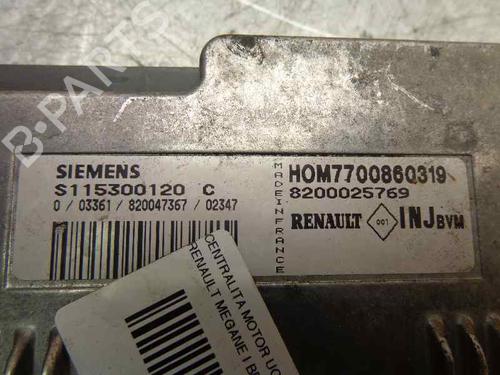 B-PARTS
SIEMENS
S115300120 C
0 / 03361 / 820047367 / 02347
MADE IN FRANCE
HOM7700860319
8200025769
RENAULT 001 INJ BVM
CENTRALITA MOTOR UC
RENAULT MEGANE I B